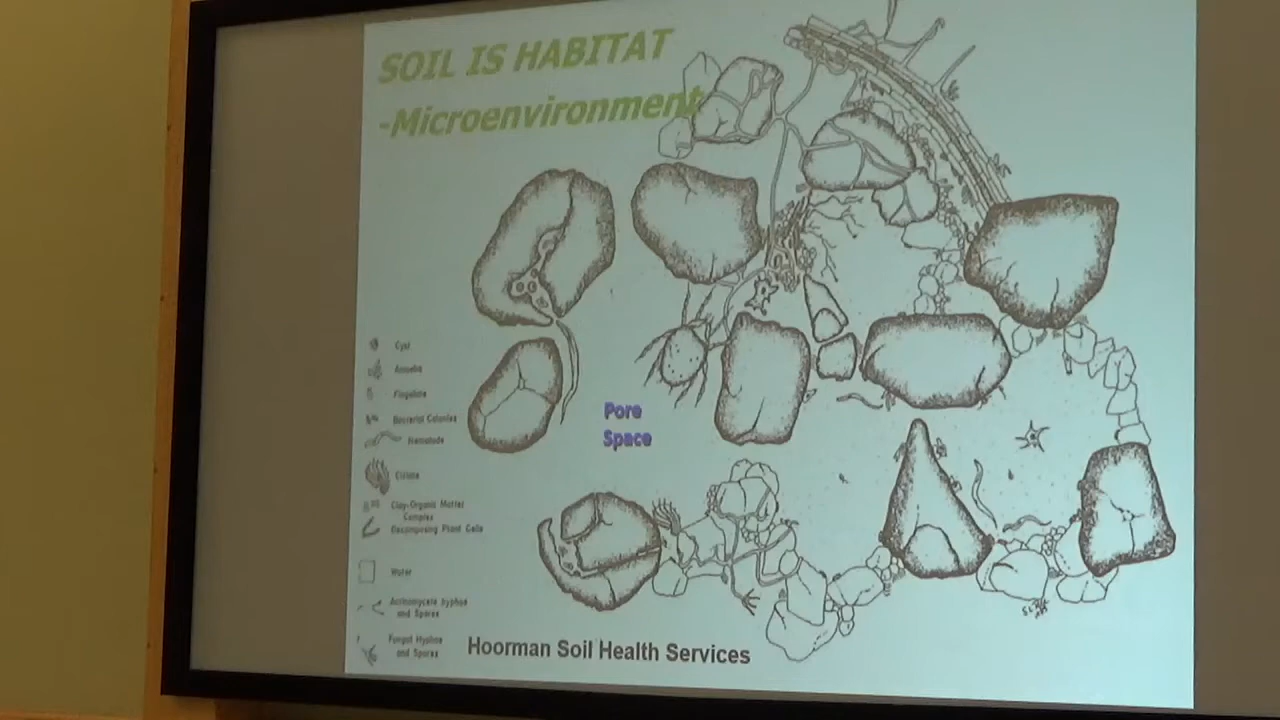 SOIL IS HABITAT
-Microenvironment
Pore
Space
Cyst
Amoeba
Flagellate
Bacterial Colonies
Nematode
Ciliate
Clay-Organic Matter
Complex
Decomposing Plant Cells
Water
Actinomycete hyphae
and Spores
Fungal Hyphae
and Spores
Hoorman Soil Health Services